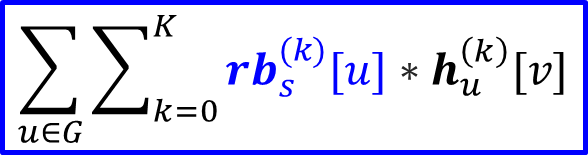 ∑_{u∈G} ∑_{k=0}^{K} rb_s^{(k)}[u] * h_u^{(k)}[v]